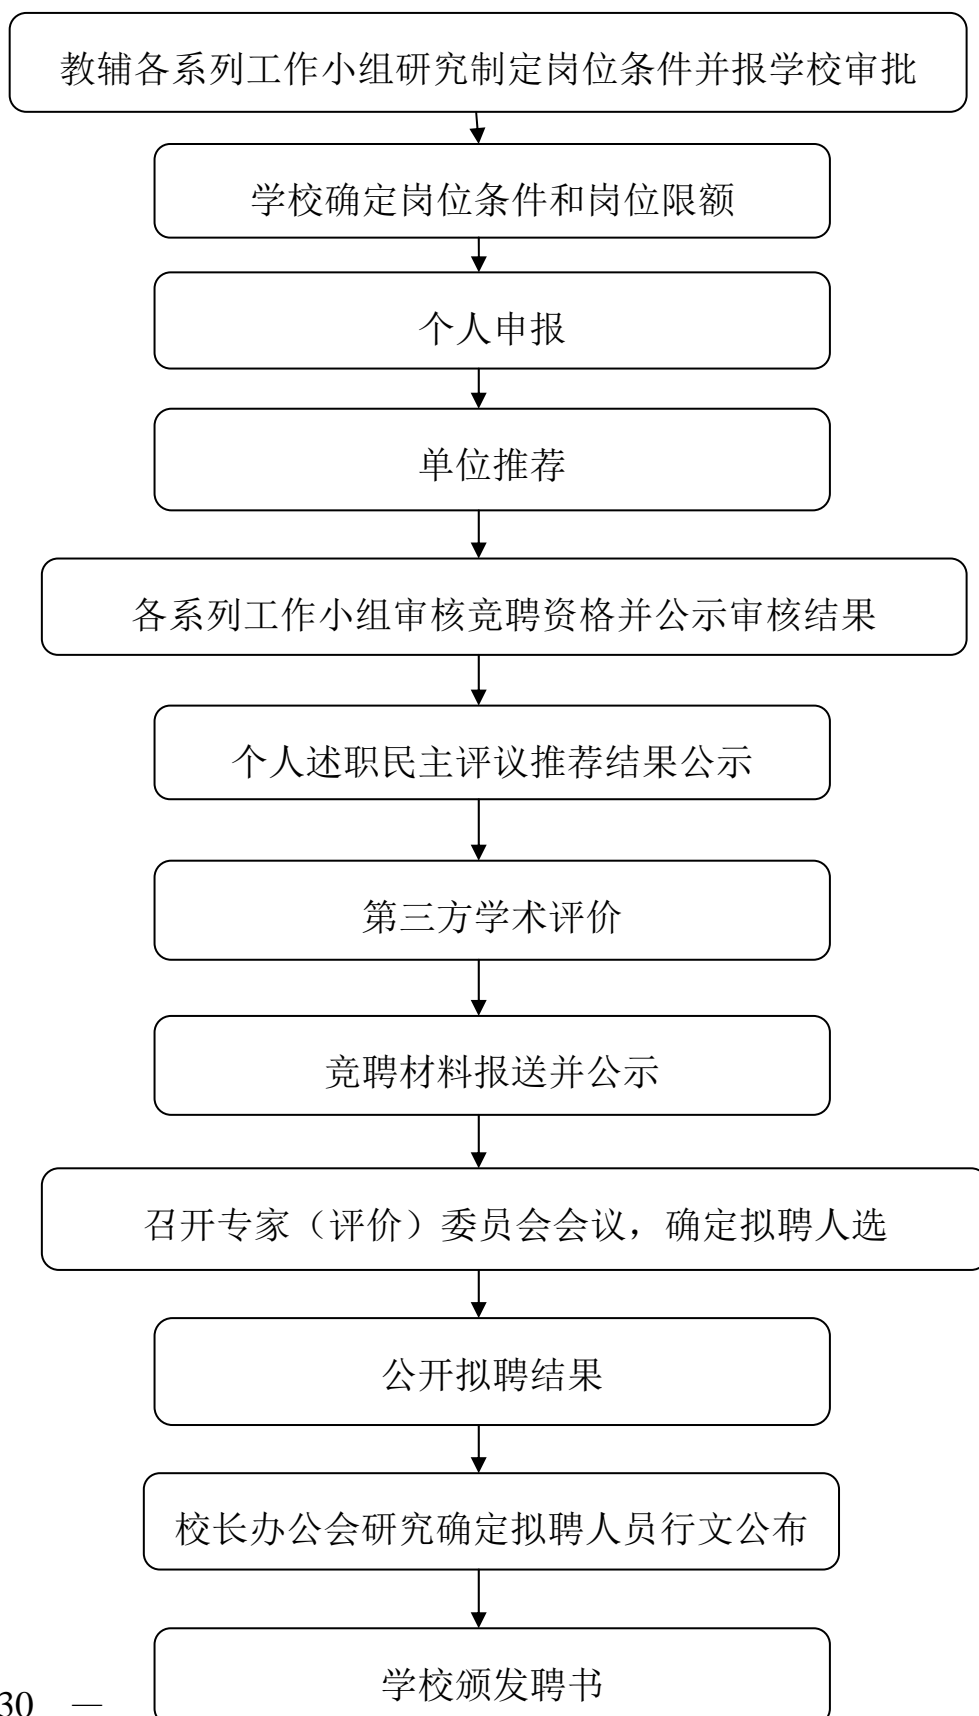 教辅各系列工作小组研究制定岗位条件并报学校审批
学校确定岗位条件和岗位限额
个人申报
单位推荐
各系列工作小组审核竞聘资格并公示审核结果
个人述职民主评议推荐结果公示
第三方学术评价
竞聘材料报送并公示
召开专家（评价）委员会会议，确定拟聘人选
公开拟聘结果
校长办公会研究确定拟聘人员行文公布
学校颁发聘书
30 —